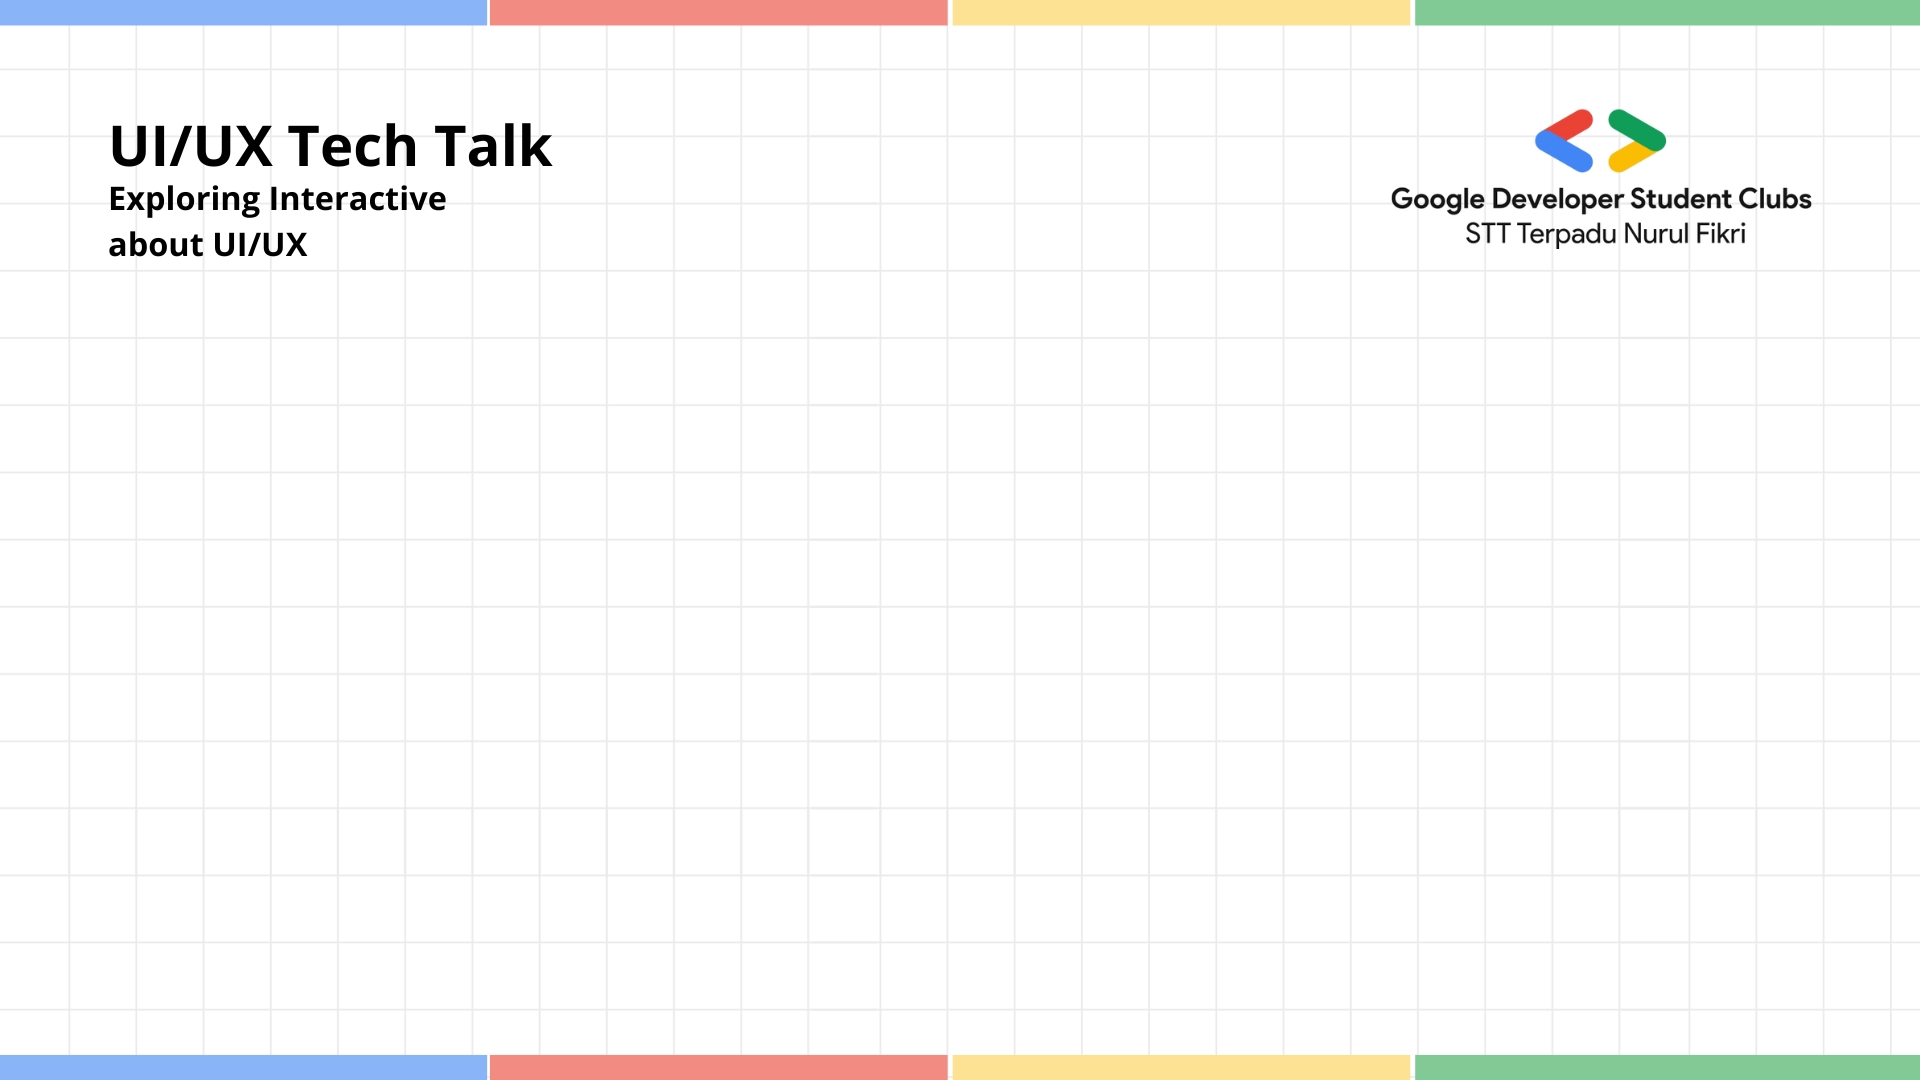 UI/UX Tech Talk
Exploring Interactive
about UI/UX
Google Developer Student Clubs
STT Terpadu Nurul Fikri